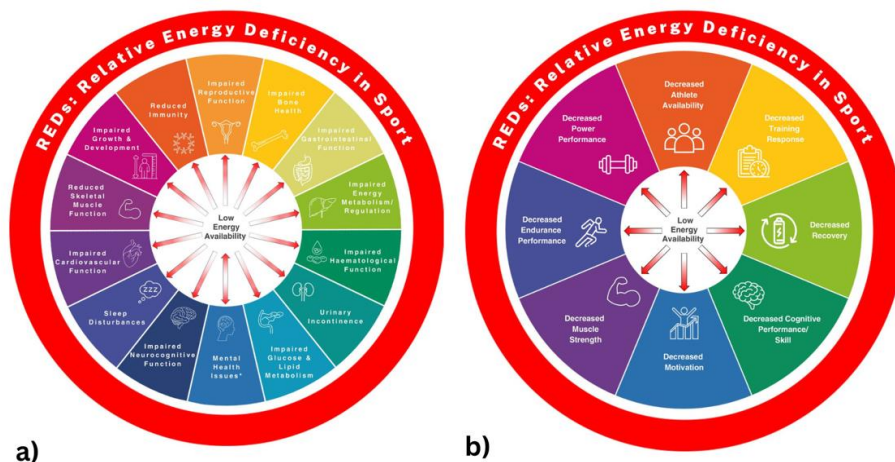 REDs: Relative Energy Deficiency in Sport
Impaired
Reproductive
Function
Impaired
Bone
Health
Impaired
Gastrointestinal
Function
Impaired
Energy
Metabolism/
Regulation
Impaired
Haematological
Function
Urinary
Incontinence
Impaired
Glucose &
Lipid
Metabolism
Mental
Health
Issues*
Impaired
Neurocognitive
Function
Sleep
Disturbances
ZZZ
Impaired
Cardiovascular
Function
Reduced
Skeletal
Muscle
Function
Impaired
Growth &
Development
Reduced
Immunity
Low
Energy
Availability
a)
REDs: Relative Energy Deficiency in Sport
Decreased
Athlete
Availability
Decreased
Training
Response
Decreased
Recovery
Decreased Cognitive
Performance/
Skill
Decreased
Motivation
Decreased
Muscle
Strength
Decreased
Endurance
Performance
Decreased
Power
Performance
Low
Energy
Availability
b)